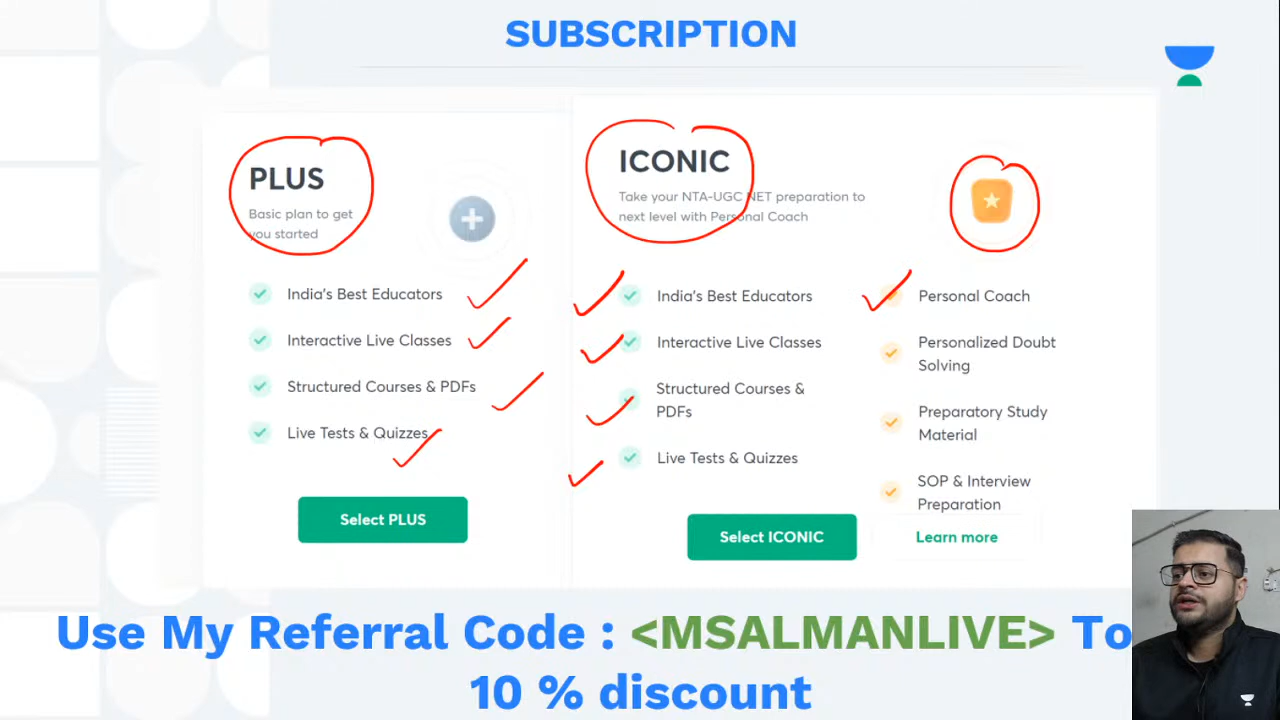 SUBSCRIPTION
PLUS
Basic plan to get
you started
India's Best Educators
Interactive Live Classes
Structured Courses & PDFs
Live Tests & Quizzes
Select PLUS
ICONIC
Take your NTA-UGC NET preparation to
next level with Personal Coach
India's Best Educators
Interactive Live Classes
Structured Courses &
PDFs
Live Tests & Quizzes
Select ICONIC
Personal Coach
Personalized Doubt
Solving
Preparatory Study
Material
SOP & Interview
Preparation
Learn more
Use My Referral Code : <MSALMANLIVE> To
10 % discount